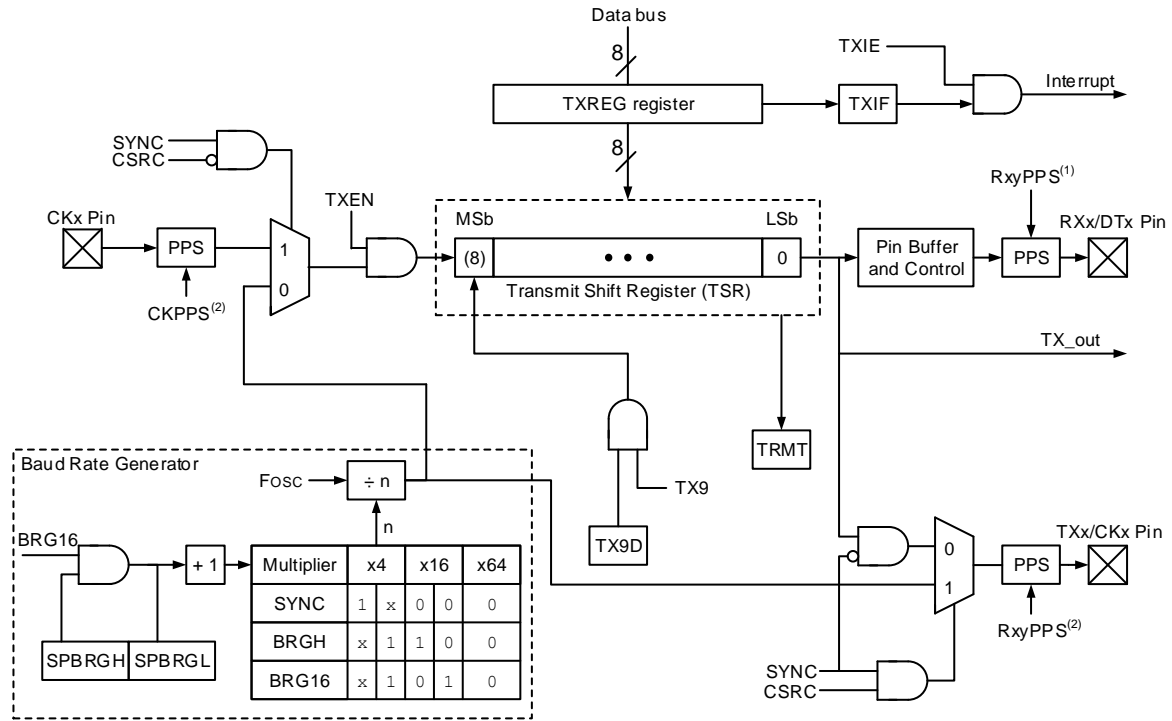 Data bus
8
TXIE
TXREG register
TXIF
Interrupt
SYNC
CSRC
8
RxyPPS(1)
TXEN
CKx Pin
MSb
LSb
RXx/DTx Pin
PPS
1
(8)
• • •
0
Pin Buffer
and Control
PPS
0
Transmit Shift Register (TSR)
CKPPS(2)
TX_out
TRMT
Baud Rate Generator
FOSC
÷ n
TX9
n
TX9D
BRG16
TXx/CKx Pin
+ 1
Multiplier x4 x16 x64
0
PPS
SYNC 1 x 0 0 0
1
BRGH x 1 1 0 0
RxyPPS(2)
SPBRGH SPBRGL
BRG16 x 1 0 1 0
SYNC
CSRC